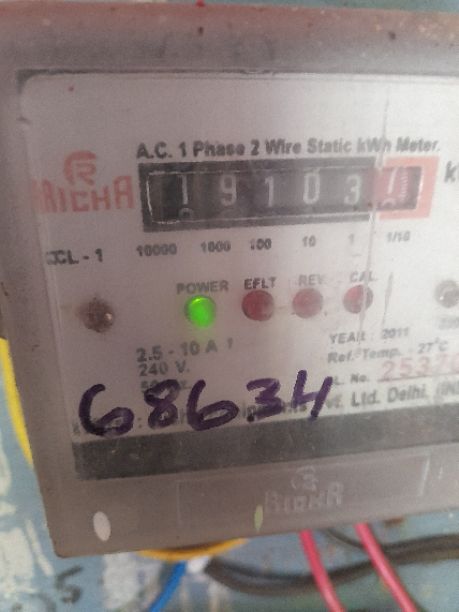 A.C. 1 Phase 2 Wire Static kWh Meter.
RICHA
1 9 1 0 3 1
10000 1000 100 10 1 1/10
CL - 1
POWER EFLT REV CAL
2.5 - 10 A
YEAR : 2011
240 V.
Ref. Temp. - 27°C
68634
Ltd. Delhi.
RICHA